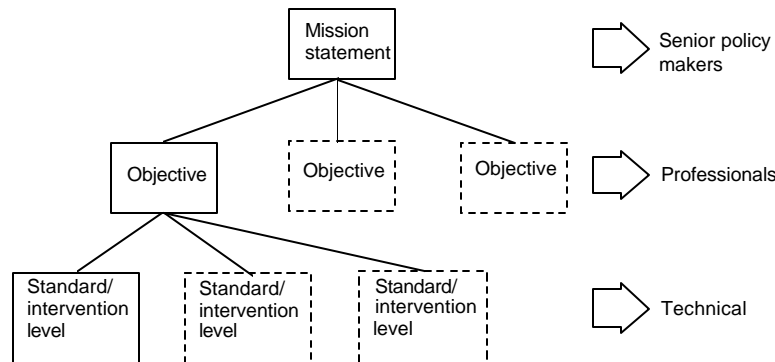 Mission
statement
Senior policy
makers
Objective
Objective
Objective
Professionals
Standard/
intervention
level
Standard/
intervention
level
Standard/
intervention
level
Technical